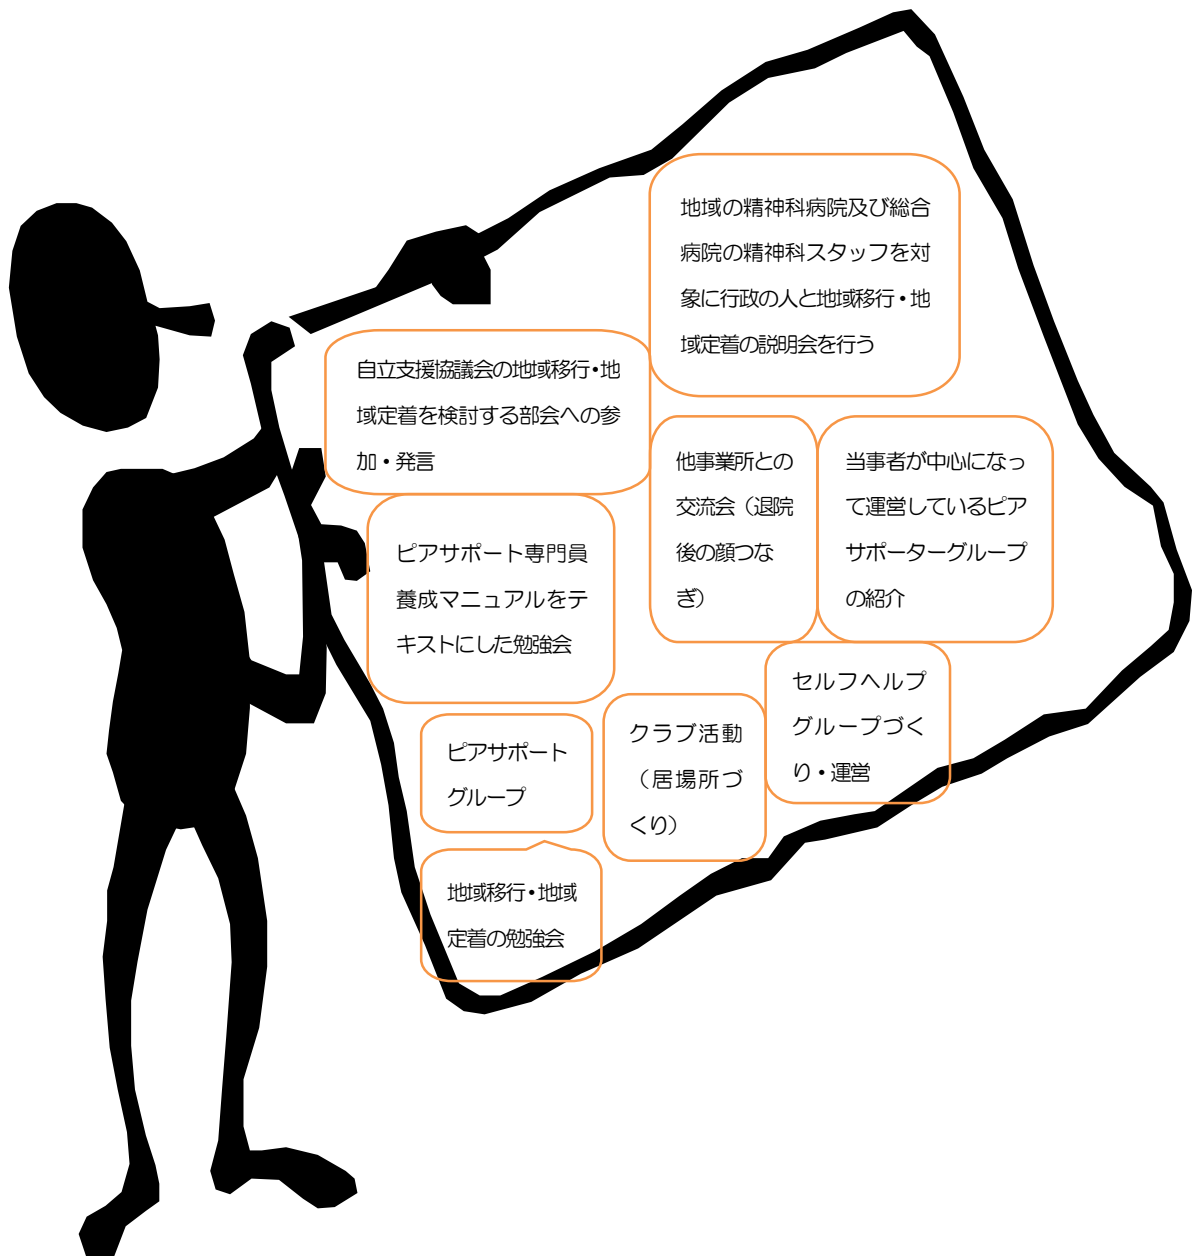 地域の精神科病院及び総合
病院の精神科スタッフを対
象に行政の人と地域移行・地
域定着の説明会を行う
自立支援協議会の地域移行・地
域定着を検討する部会への参
加・発言
他事業所との
交流会（退院
後の顔つな
ぎ）
当事者が中心になっ
て運営しているピア
サポーターグループ
の紹介
ピアサポート専門員
養成マニュアルをテ
キストにした勉強会
セルフヘルプ
グループづく
り・運営
クラブ活動
（居場所づ
くり）
ピアサポート
グループ
地域移行・地域
定着の勉強会